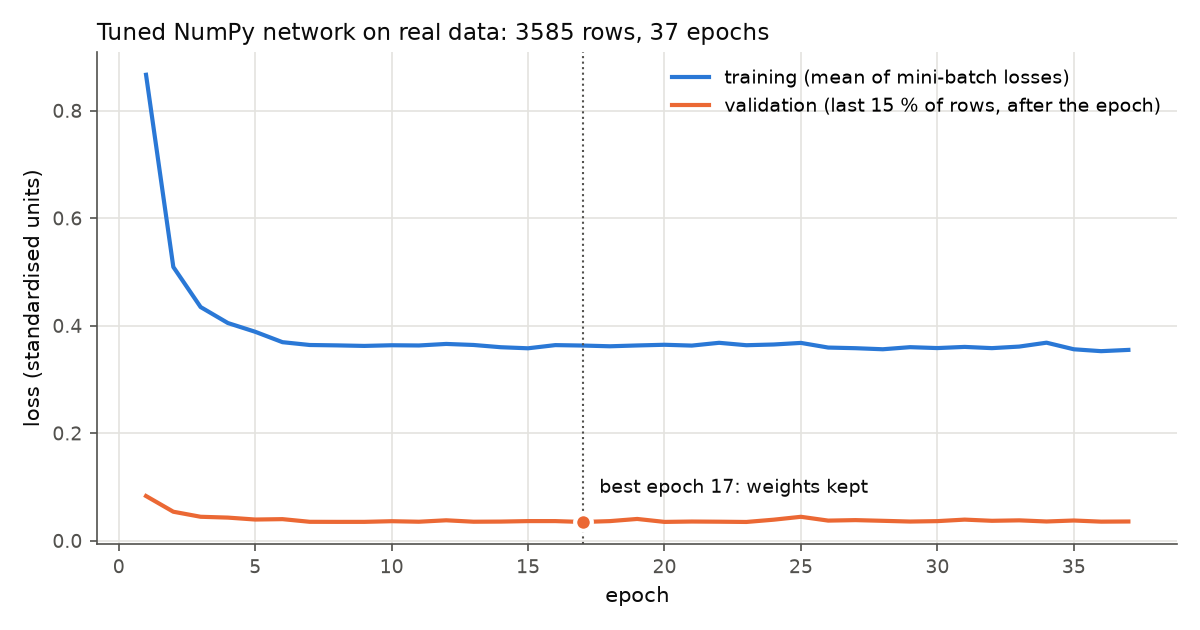 Tuned NumPy network on real data: 3585 rows, 37 epochs
training (mean of mini-batch losses)
validation (last 15 % of rows, after the epoch)
loss (standardised units)
0.8
0.6
0.4
0.2
0.0
best epoch 17: weights kept
0 5 10 15 20 25 30 35
epoch